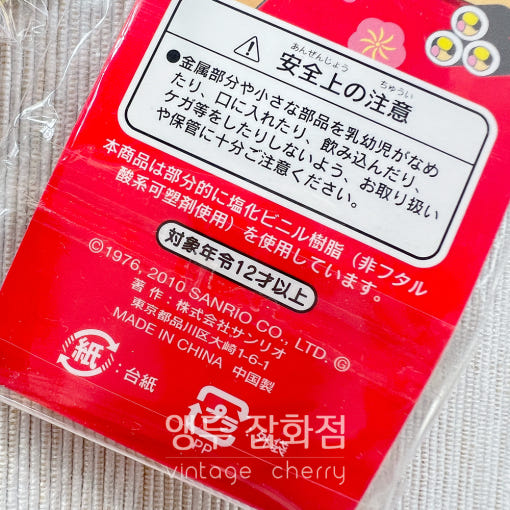 あんぜんじょう ちゅうい
安全上の注意
●金属部分や小さな部品を乳幼児がなめ
たり、口に入れたり、飲み込んだり、
ケガ等をしたりしないよう、お取り扱い
や保管に十分ご注意ください。
本商品は部分的に塩化ビニル樹脂（非フタル
酸系可塑剤使用）を使用しています。
対象年令12才以上
©1976, 2010 SANRIO CO., LTD. Ⓖ
著作：株式会社サンリオ
東京都品川区大崎1-6-1
MADE IN CHINA 中国製
紙：台紙
PP
앵두 잡화점
vintage cherry